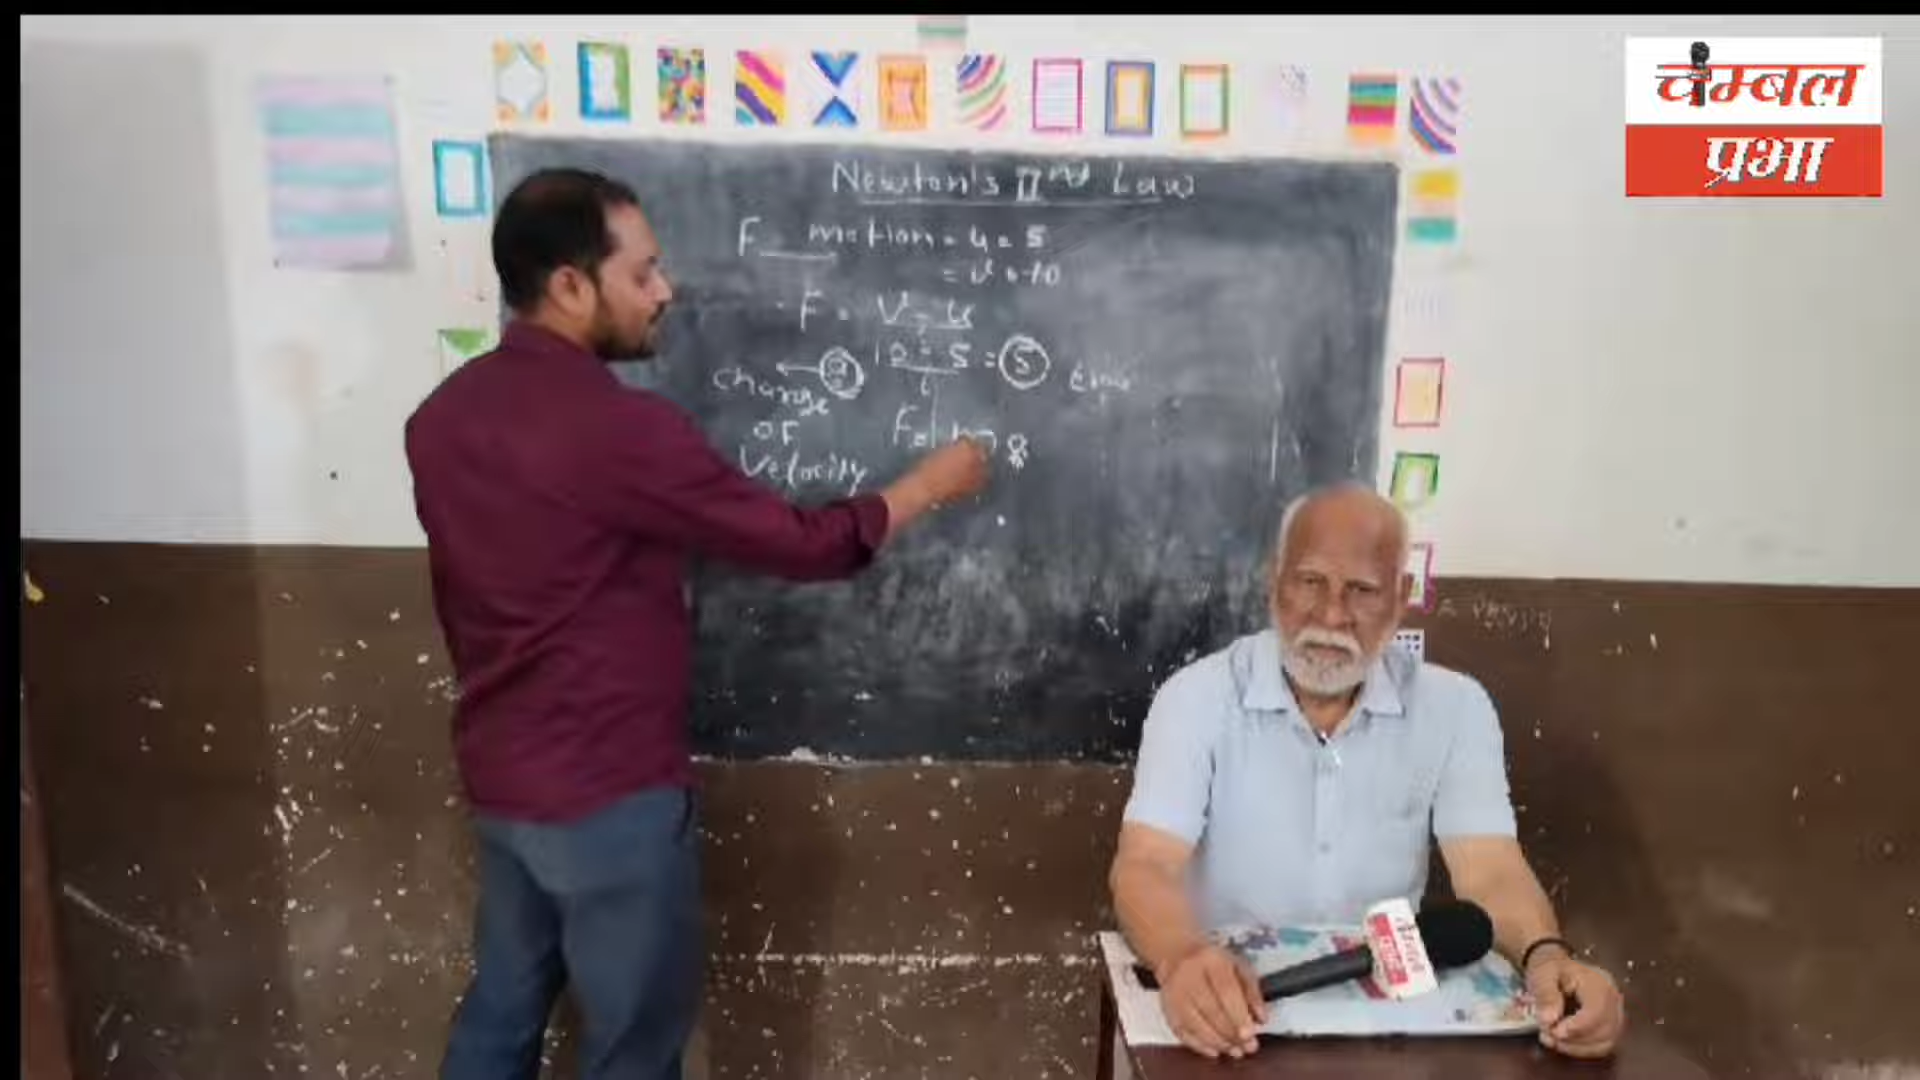 चम्बल
प्रभा
Newton's IInd Law
F motion = u = 5
= v = 10
F = V - u
10 - 5 = 5
t
a
change
of
Velocity